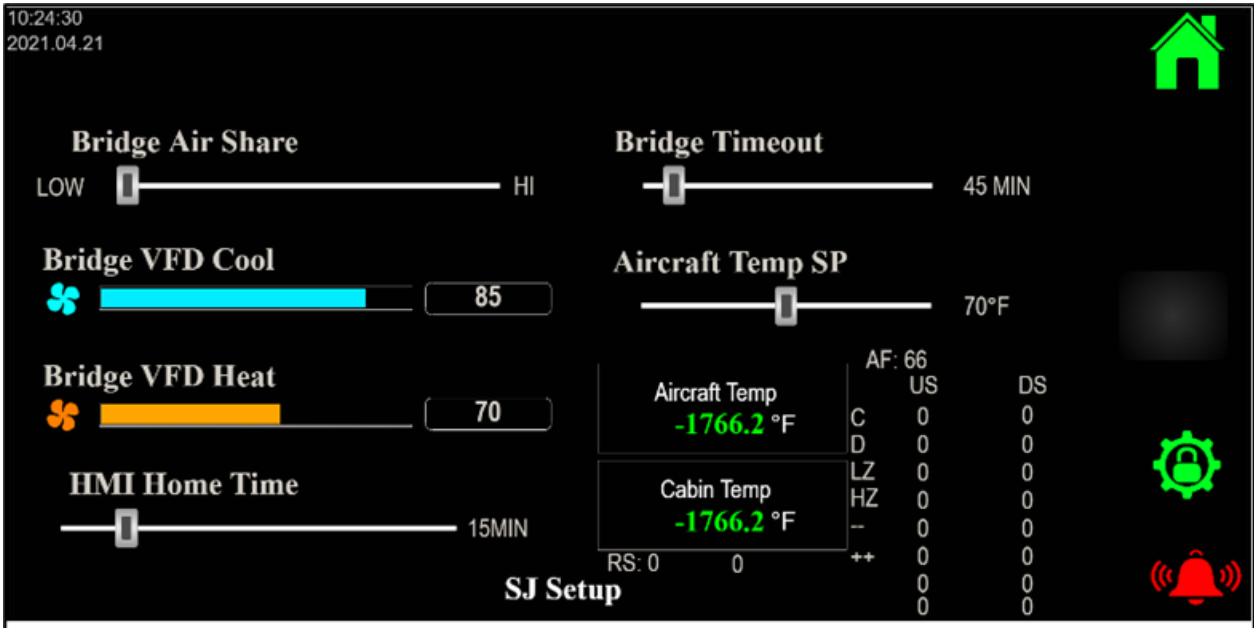 10:24:30
2021.04.21
Bridge Air Share
LOW HI
Bridge Timeout
45 MIN
Bridge VFD Cool
85
Aircraft Temp SP
70°F
Bridge VFD Heat
70
HMI Home Time
15MIN
Aircraft Temp
-1766.2 °F
Cabin Temp
-1766.2 °F
RS: 0 0
AF: 66
US DS
C 0 0
D 0 0
LZ 0 0
HZ 0 0
-- 0 0
++ 0 0
0 0
0 0
SJ Setup